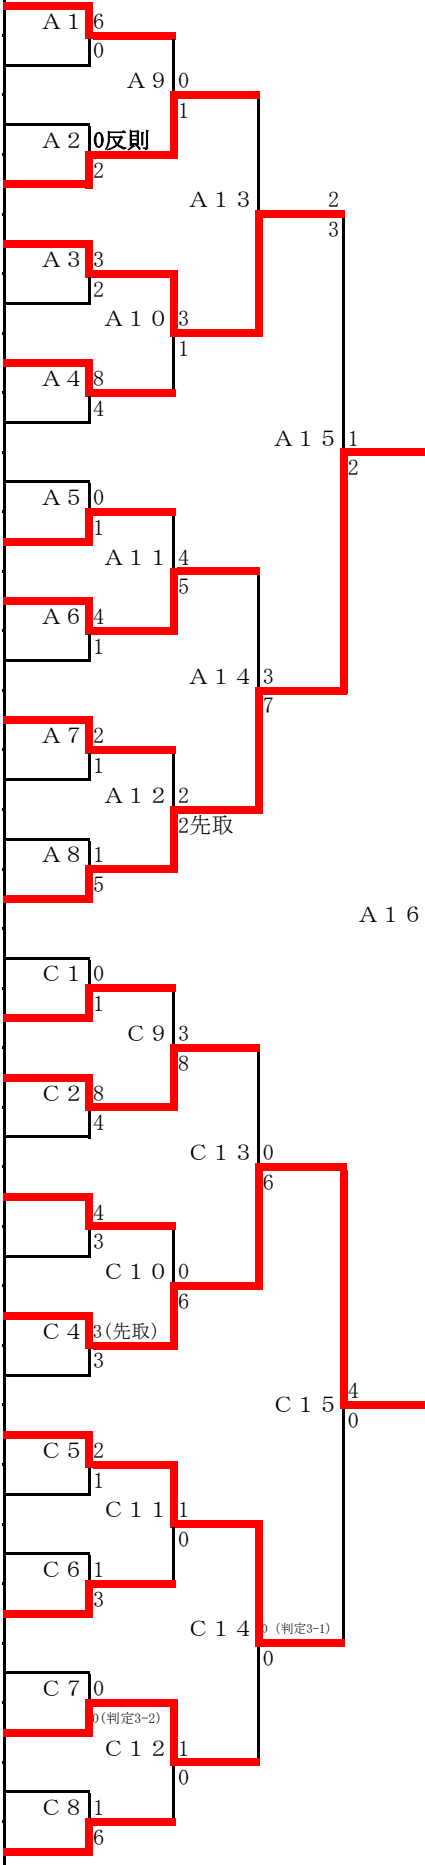 Ａ１ 6
0
Ａ９ 0
1
Ａ２ 0反則
2
Ａ１３ 2
3
Ａ３ 3
2
Ａ１０ 3
1
Ａ４ 8
4
Ａ１５ 1
2
Ａ５ 0
1
Ａ１１ 4
5
Ａ６ 4
1
Ａ１４ 3
7
Ａ７ 2
1
Ａ１２ 2
2先取
Ａ８ 1
5
Ａ１６
Ｃ１ 0
1
Ｃ９ 3
8
Ｃ２ 8
4
Ｃ１３ 0
6
4
3
Ｃ１０ 0
6
Ｃ４ 3(先取)
3
Ｃ１５ 4
0
Ｃ５ 2
1
Ｃ１１ 1
0
Ｃ６ 1
3
Ｃ１４ 0（判定3-1）
0
Ｃ７ 0
0(判定3-2)
Ｃ１２ 1
0
Ｃ８ 1
6